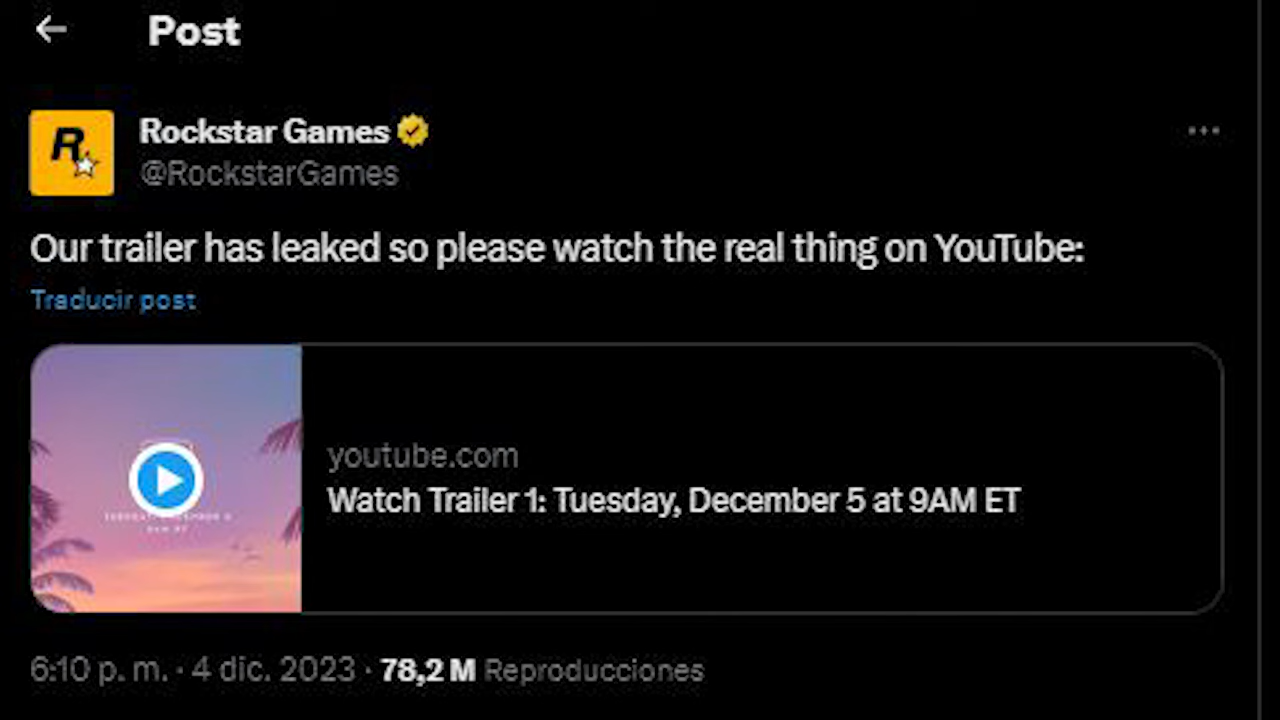 Post
Rockstar Games
@RockstarGames
Our trailer has leaked so please watch the real thing on YouTube:
Traducir post
youtube.com
Watch Trailer 1: Tuesday, December 5 at 9AM ET
6:10 p. m. · 4 dic. 2023 · 78,2 M Reproducciones